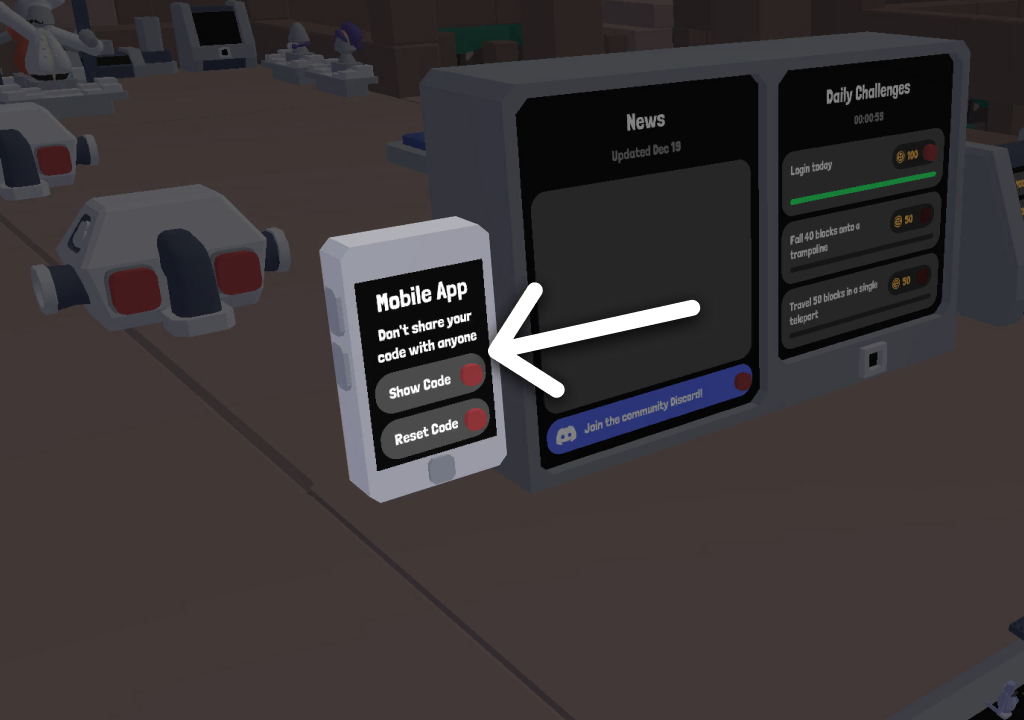 Mobile App
Don't share your
code with anyone
Show Code
Reset Code
News
Updated Dec 19
Join the community Discord!
Daily Challenges
00:00:59
Login today
100
Fall 40 blocks onto a
trampoline
50
Travel 50 blocks in a single
teleport
50